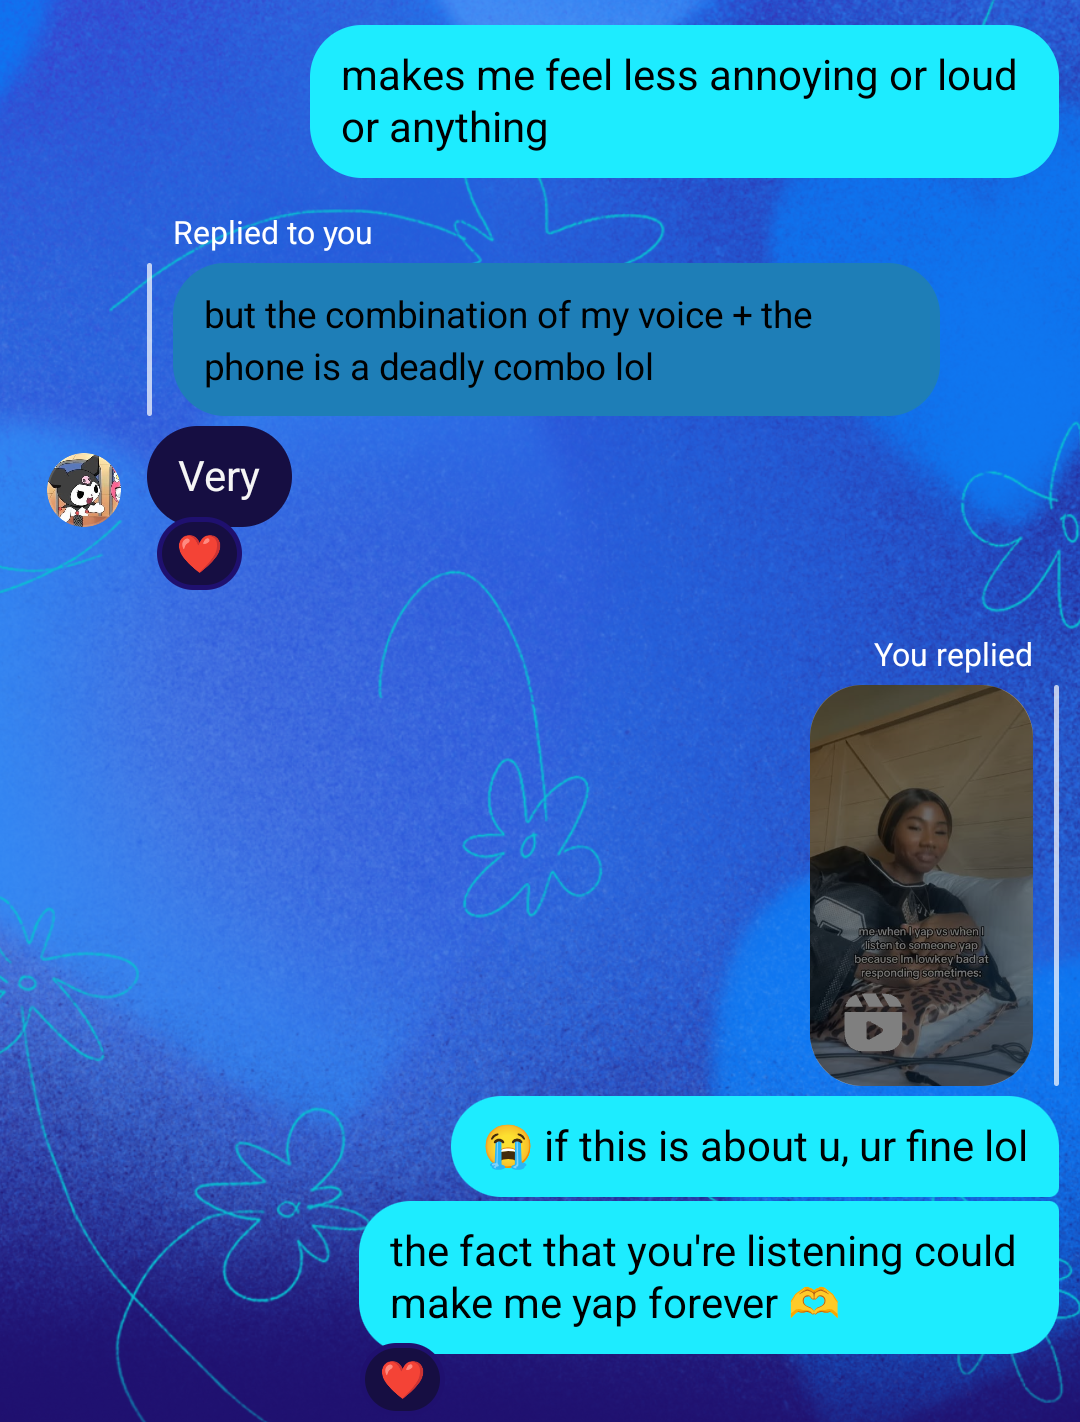 makes me feel less annoying or loud
or anything
Replied to you
but the combination of my voice + the
phone is a deadly combo lol
Very
❤️
You replied
me when I yap vs when I
listen to someone yap
because Im lowkey bad at
responding sometimes:
😭 if this is about u, ur fine lol
the fact that you're listening could
make me yap forever 🫶
❤️